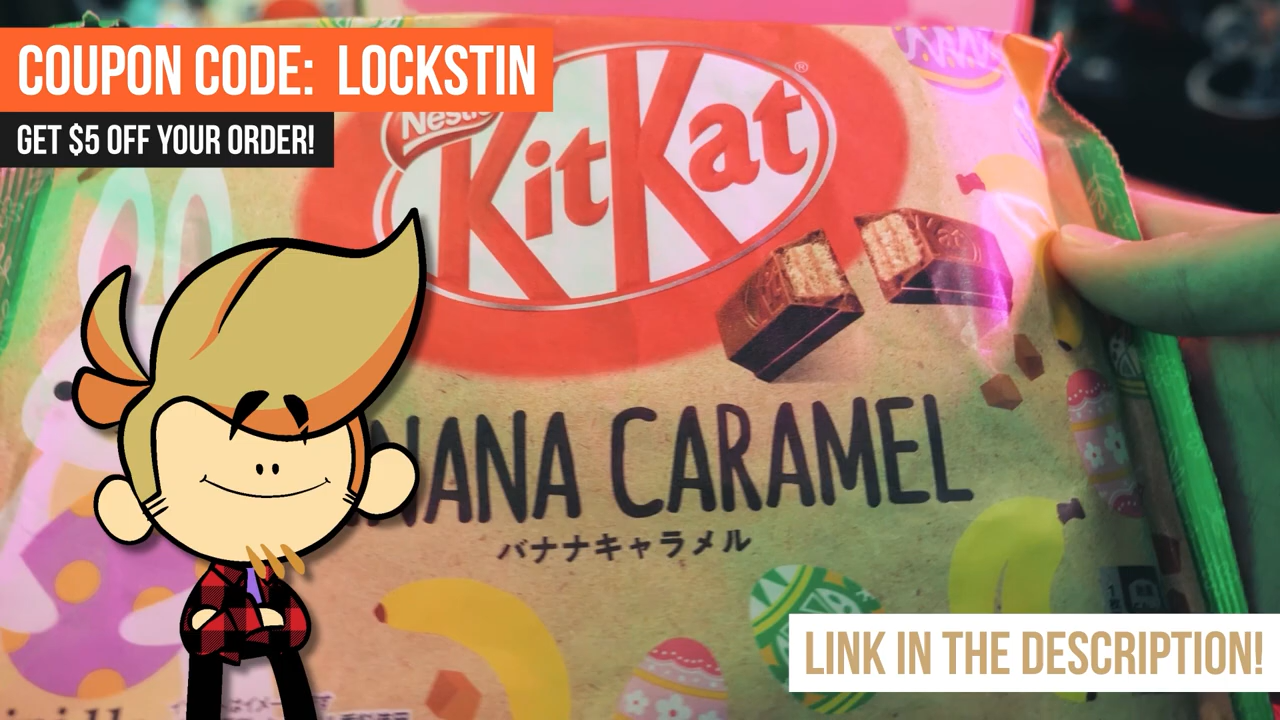 COUPON CODE: LOCKSTIN
GET $5 OFF YOUR ORDER!
Nestlé
KitKat®
NANA CARAMEL
バナナキャラメル
LINK IN THE DESCRIPTION!